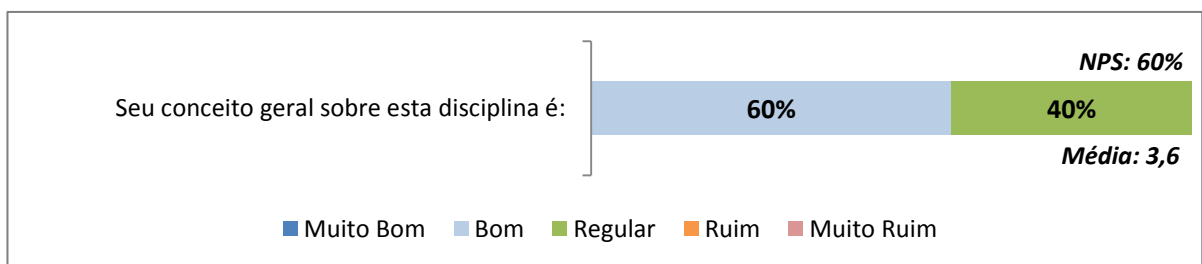 NPS: 60%
Seu conceito geral sobre esta disciplina é: 60% 40%
Média: 3,6
Muito Bom Bom Regular Ruim Muito Ruim